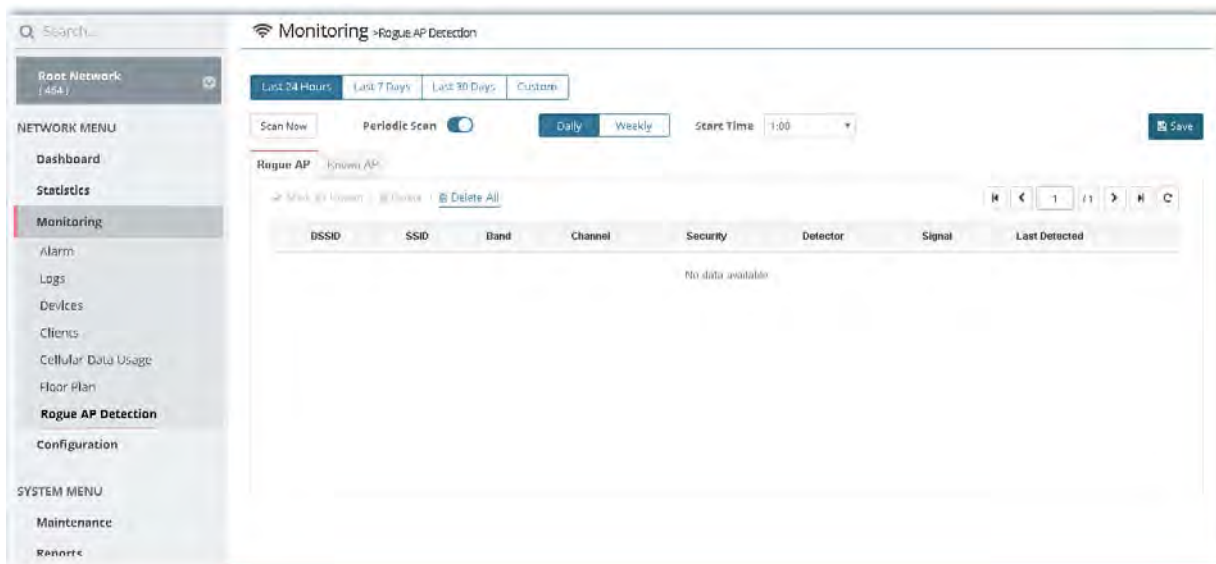 Search...
Monitoring >Rogue AP Detection
Root Network
(464)
Last 24 Hours
Last 7 Days
Last 30 Days
Custom
NETWORK MENU
Scan Now
Periodic Scan
Daily
Weekly
Start Time
1:00
Save
Dashboard
Rogue AP
Known AP
Statistics
Delete
Delete All
1
/1
Monitoring
BSSID
SSID
Band
Channel
Security
Detector
Signal
Last Detected
Alarm
No data available
Logs
Devices
Clients
Cellular Data Usage
Floor Plan
Rogue AP Detection
Configuration
SYSTEM MENU
Maintenance
Reports